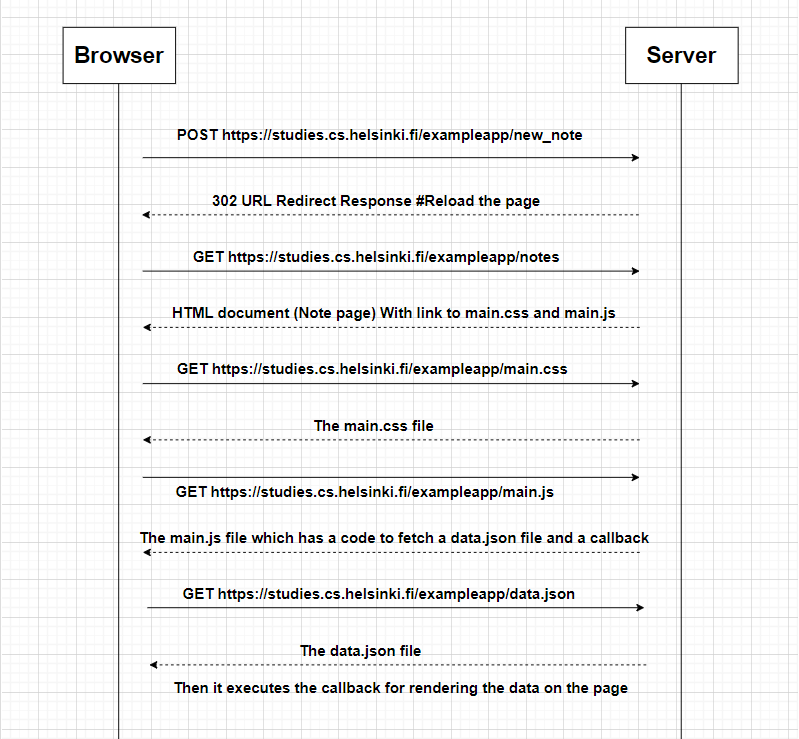 Browser
Server
POST https://studies.cs.helsinki.fi/exampleapp/new_note
302 URL Redirect Response #Reload the page
GET https://studies.cs.helsinki.fi/exampleapp/notes
HTML document (Note page) With link to main.css and main.js
GET https://studies.cs.helsinki.fi/exampleapp/main.css
The main.css file
GET https://studies.cs.helsinki.fi/exampleapp/main.js
The main.js file which has a code to fetch a data.json file and a callback
GET https://studies.cs.helsinki.fi/exampleapp/data.json
The data.json file
Then it executes the callback for rendering the data on the page